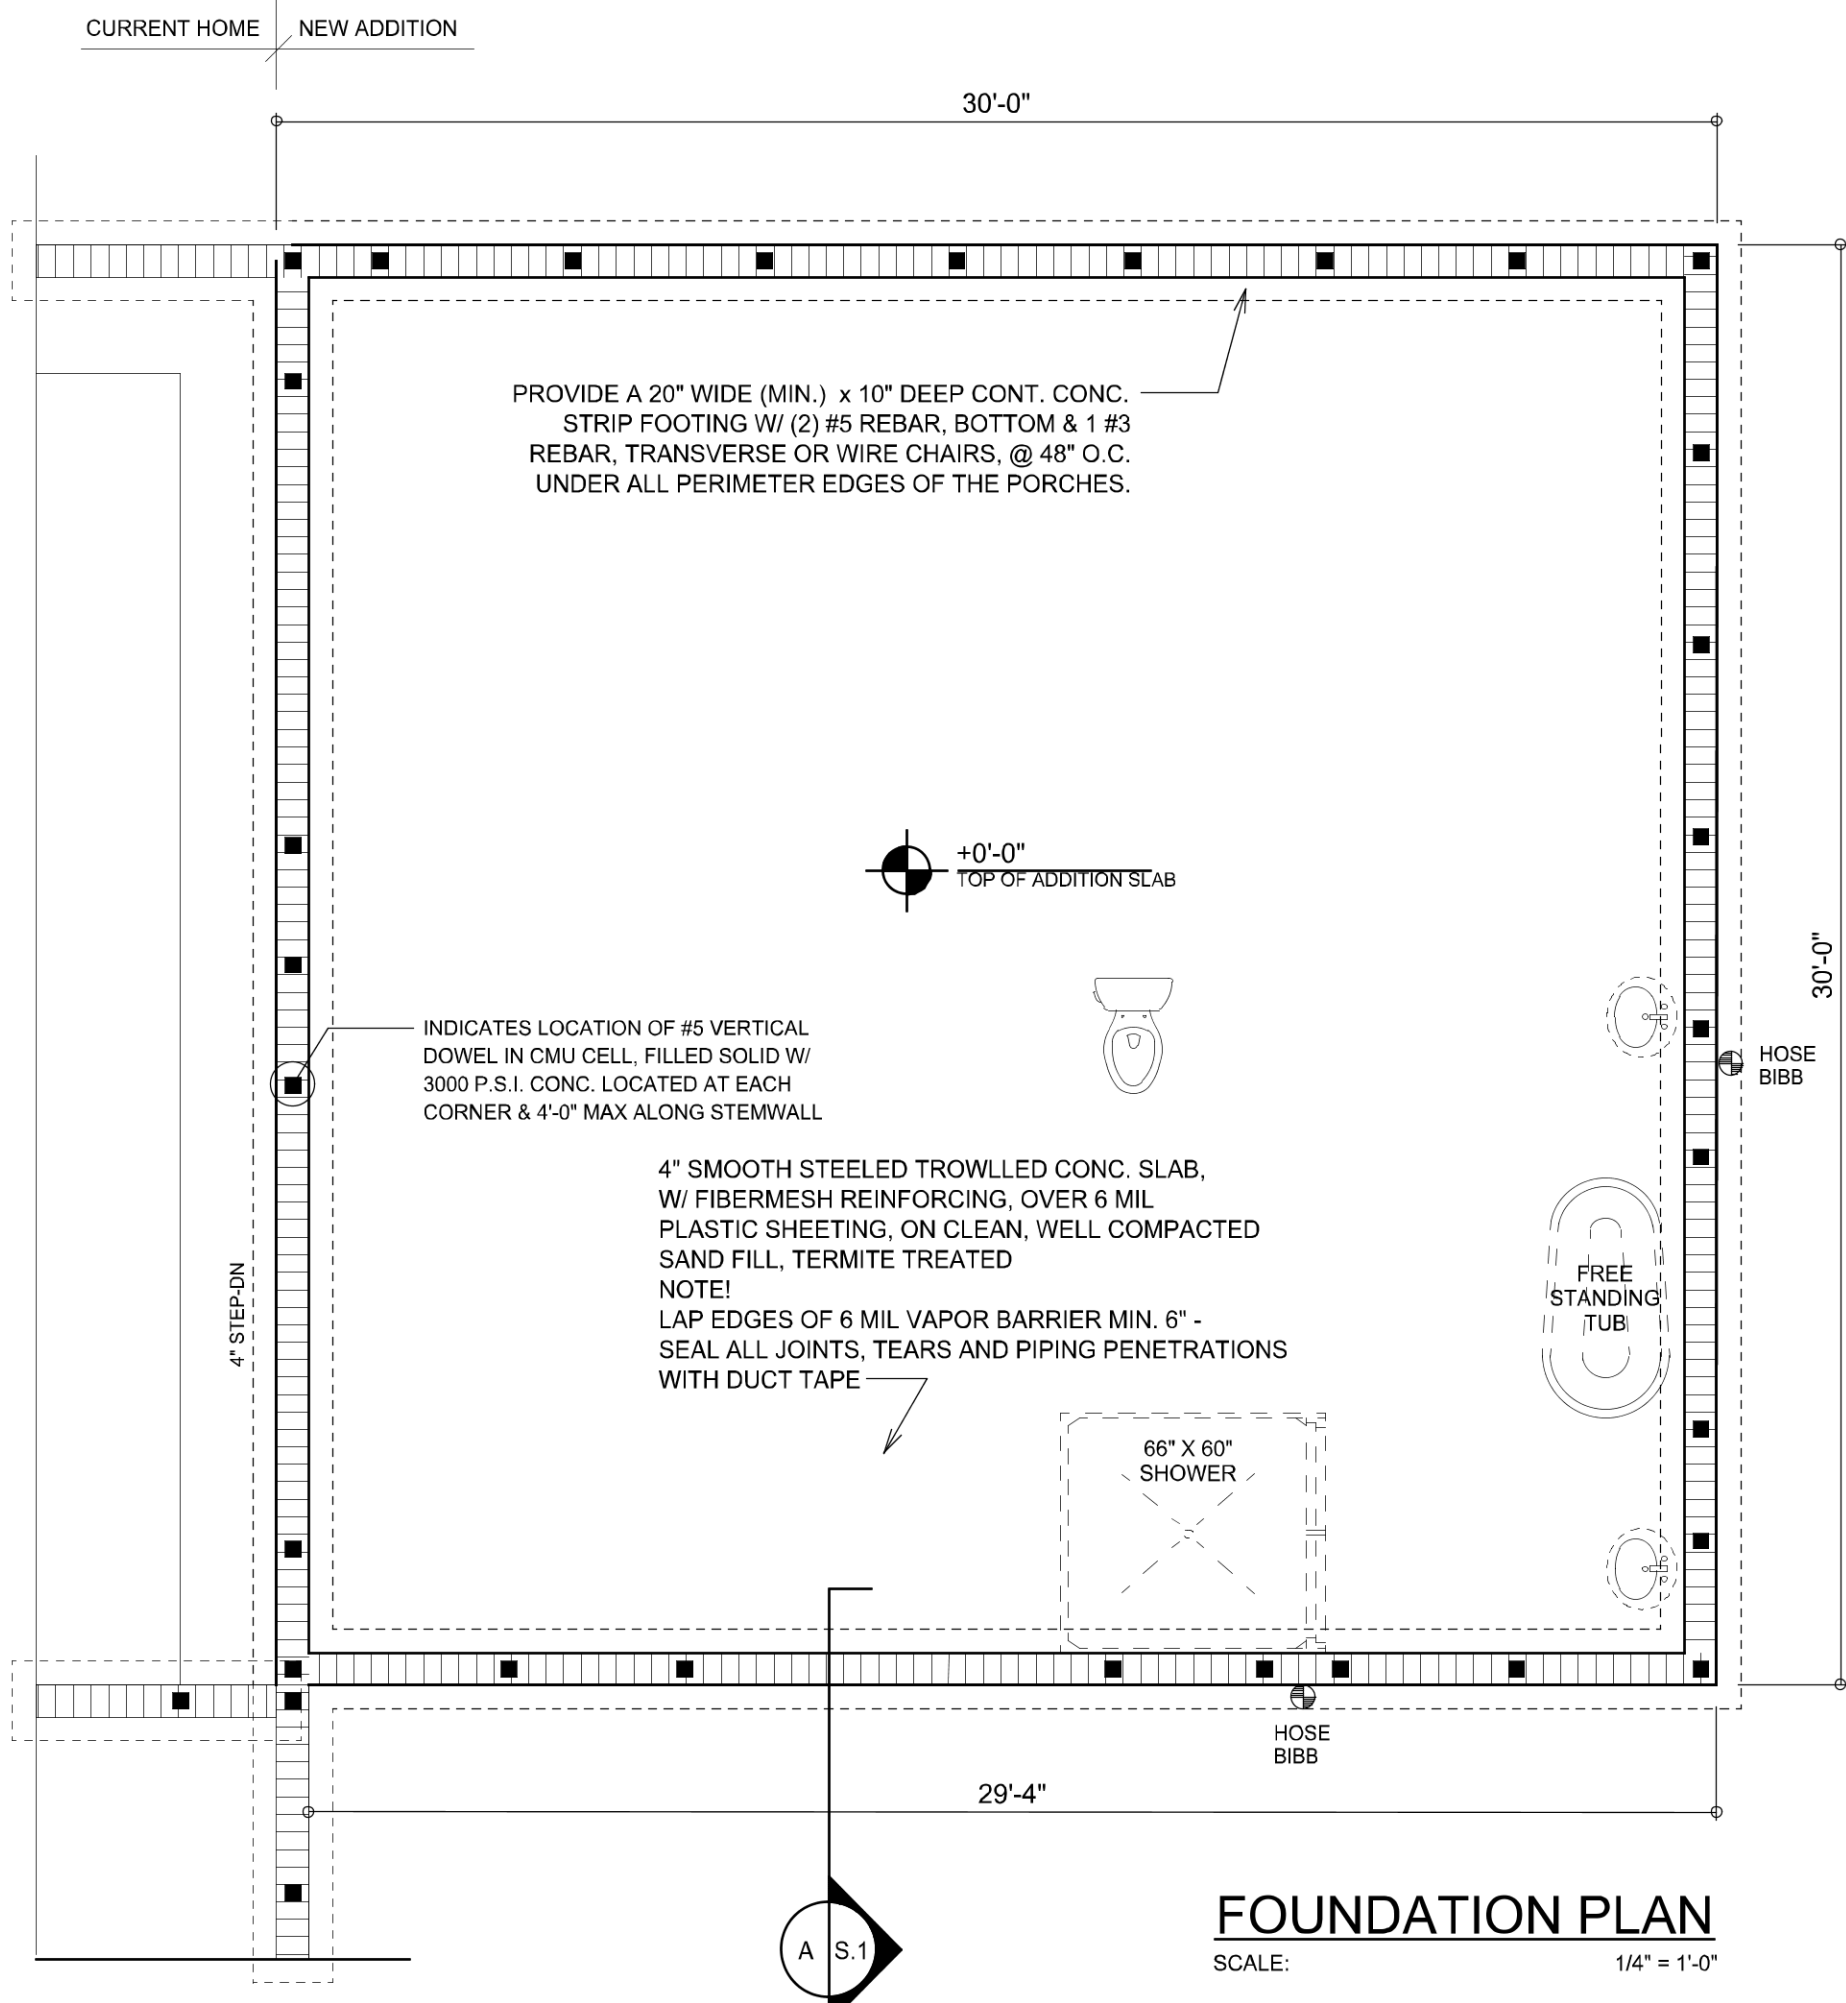 CURRENT HOME
NEW ADDITION
30'-0"
PROVIDE A 20" WIDE (MIN.) x 10" DEEP CONT. CONC.
STRIP FOOTING W/ (2) #5 REBAR, BOTTOM & 1 #3
REBAR, TRANSVERSE OR WIRE CHAIRS, @ 48" O.C.
UNDER ALL PERIMETER EDGES OF THE PORCHES.
+0'-0"
TOP OF ADDITION SLAB
30'-0"
INDICATES LOCATION OF #5 VERTICAL
DOWEL IN CMU CELL, FILLED SOLID W/
3000 P.S.I. CONC. LOCATED AT EACH
CORNER & 4'-0" MAX ALONG STEMWALL
HOSE
BIBB
4" SMOOTH STEELED TROWLLED CONC. SLAB,
W/ FIBERMESH REINFORCING, OVER 6 MIL
PLASTIC SHEETING, ON CLEAN, WELL COMPACTED
SAND FILL, TERMITE TREATED
NOTE!
LAP EDGES OF 6 MIL VAPOR BARRIER MIN. 6" -
SEAL ALL JOINTS, TEARS AND PIPING PENETRATIONS
WITH DUCT TAPE
4" STEP-DN
FREE
STANDING
TUB
66" X 60"
SHOWER
HOSE
BIBB
29'-4"
A
S.1
FOUNDATION PLAN
SCALE:
1/4" = 1'-0"